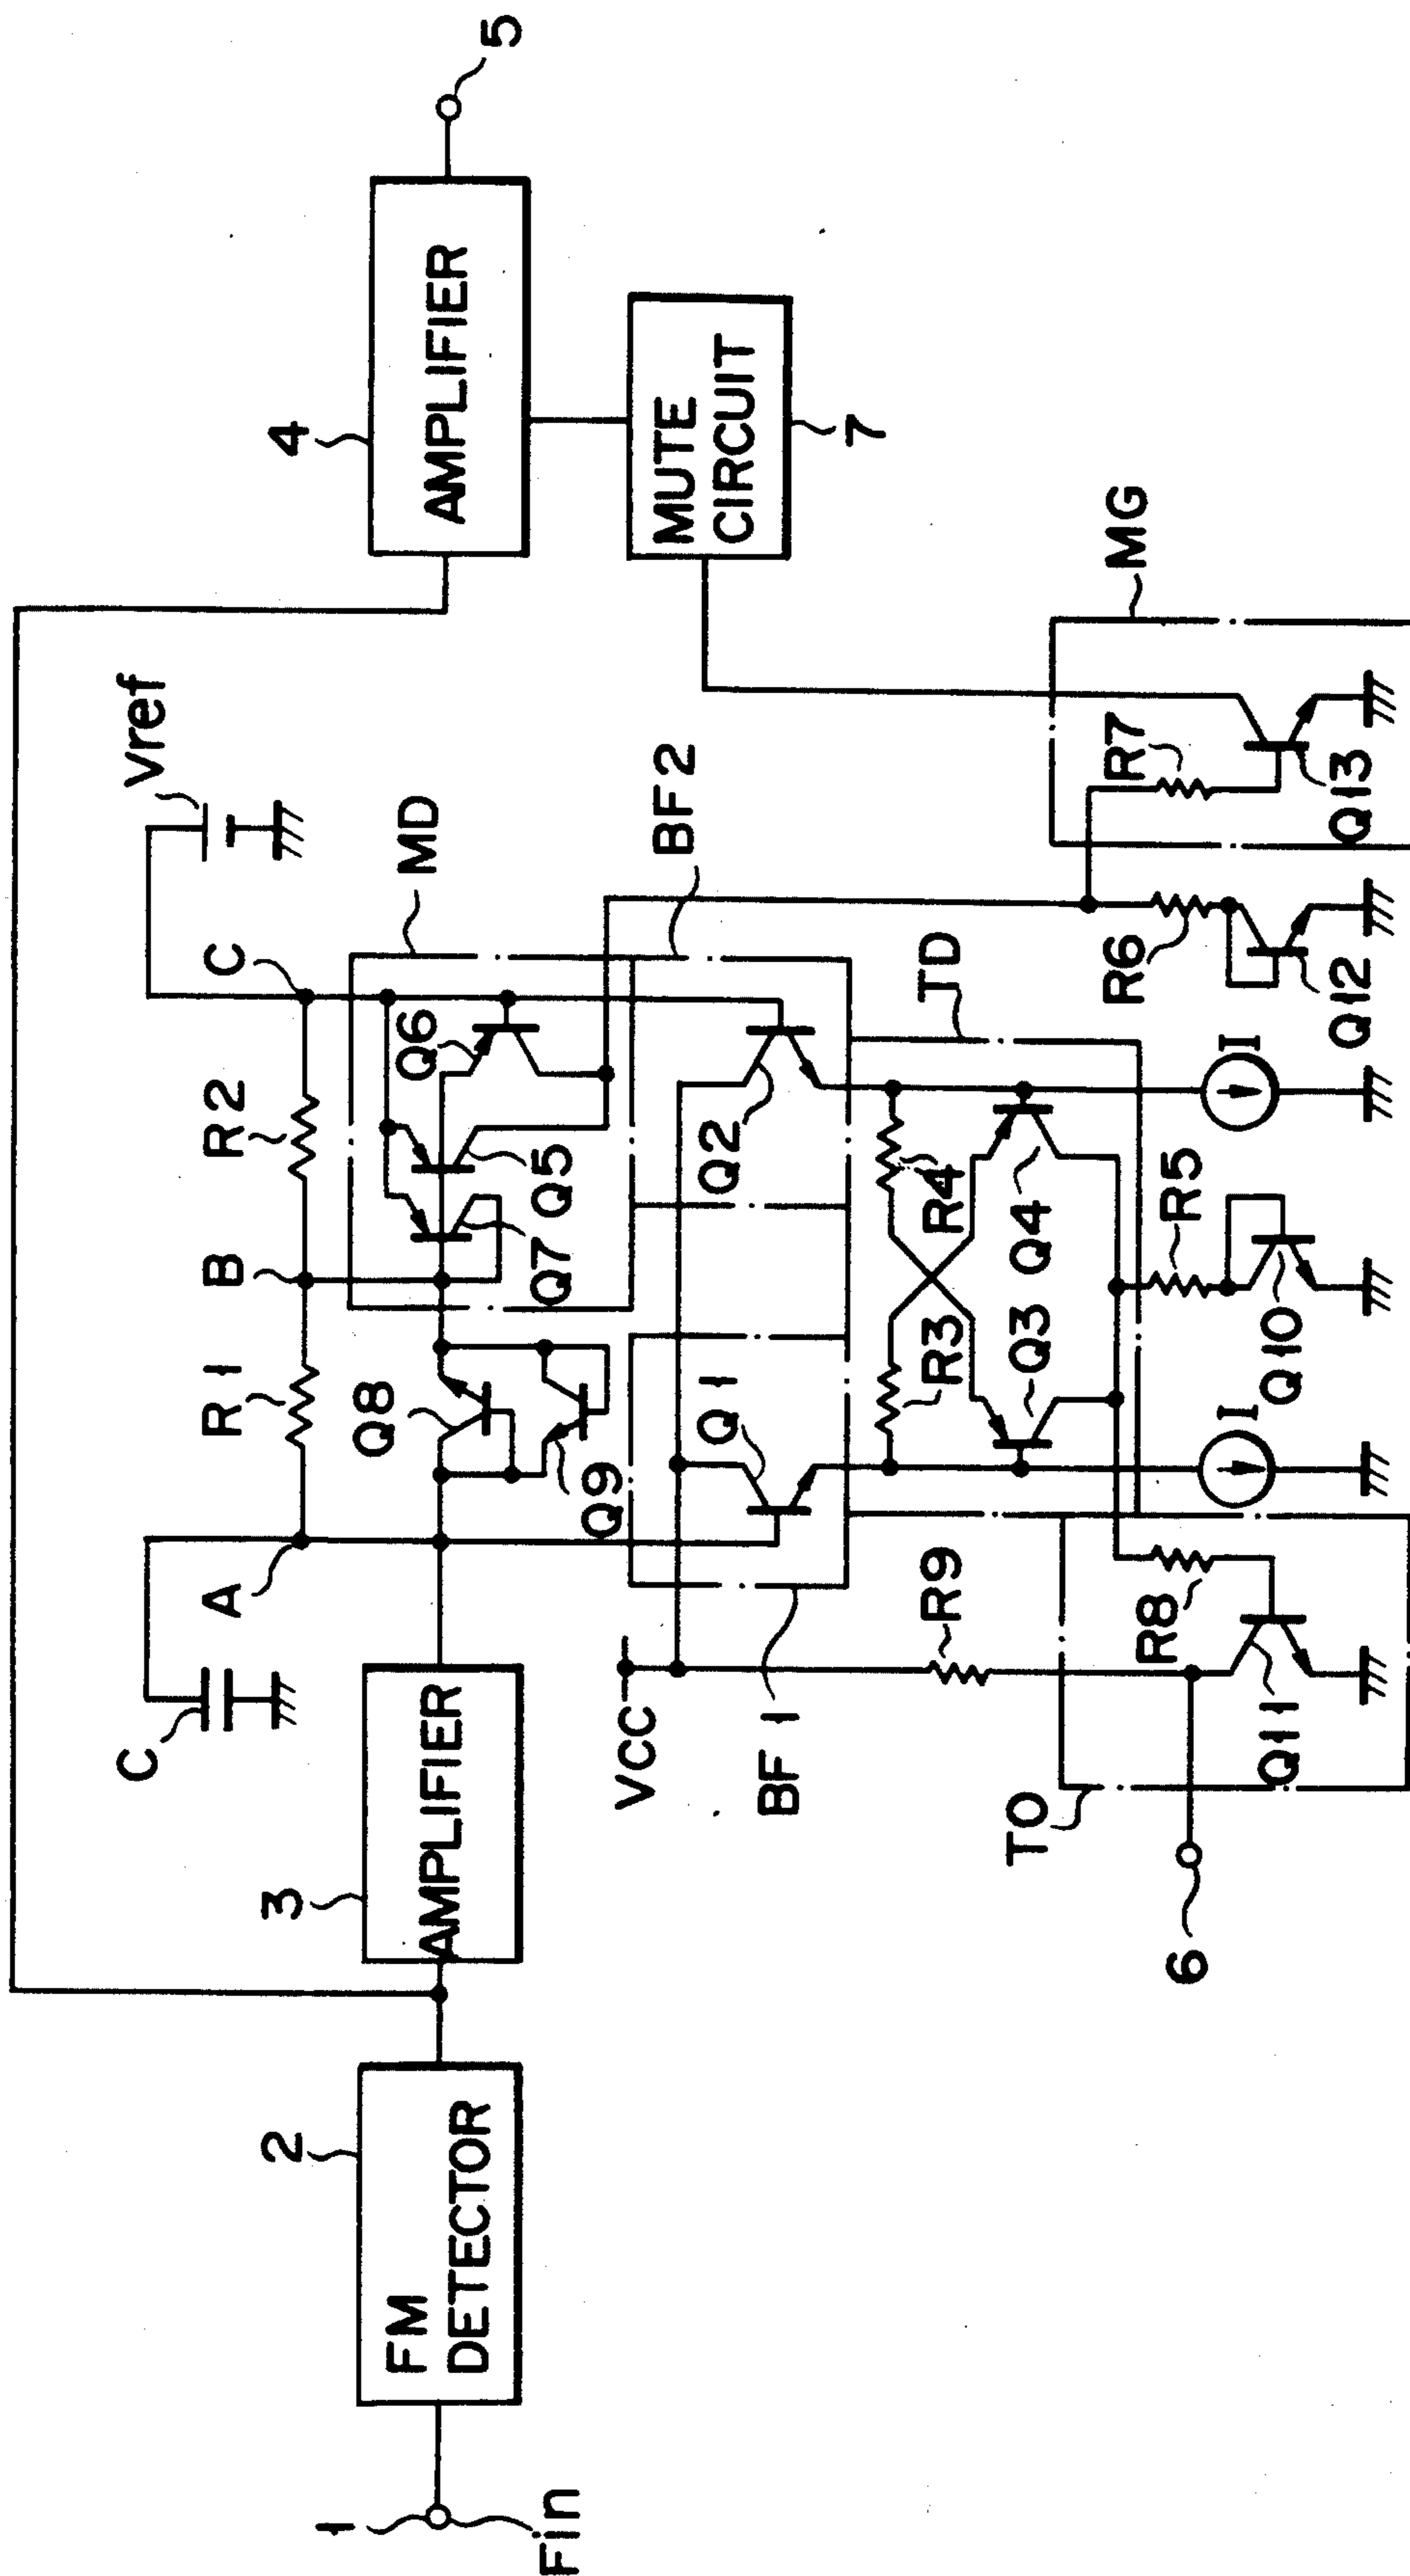 1
Fin
2
FM
DETECTOR
3
AMPLIFIER
C
A
R1
B
R2
C
Vref
4
AMPLIFIER
5
MUTE
CIRCUIT
7
Q8
Q9
Q7
Q5
Q6
MD
BF2
VCC
BF1
Q1
Q2
TD
R9
R3
R4
Q3
Q4
TO
6
R8
Q11
I
R5
Q10
I
R6
Q12
R7
Q13
MG